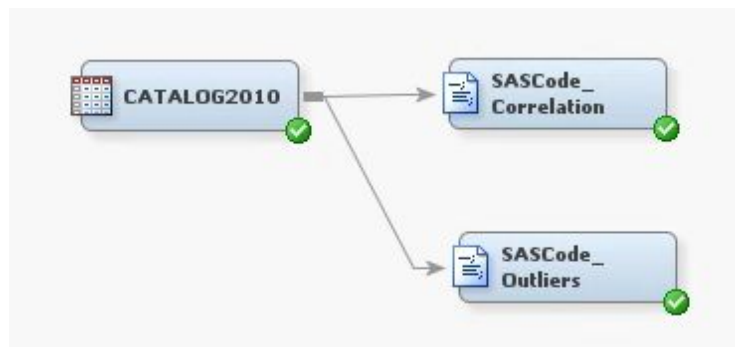 CATALOG2010
SASCode_
Correlation
SASCode_
Outliers